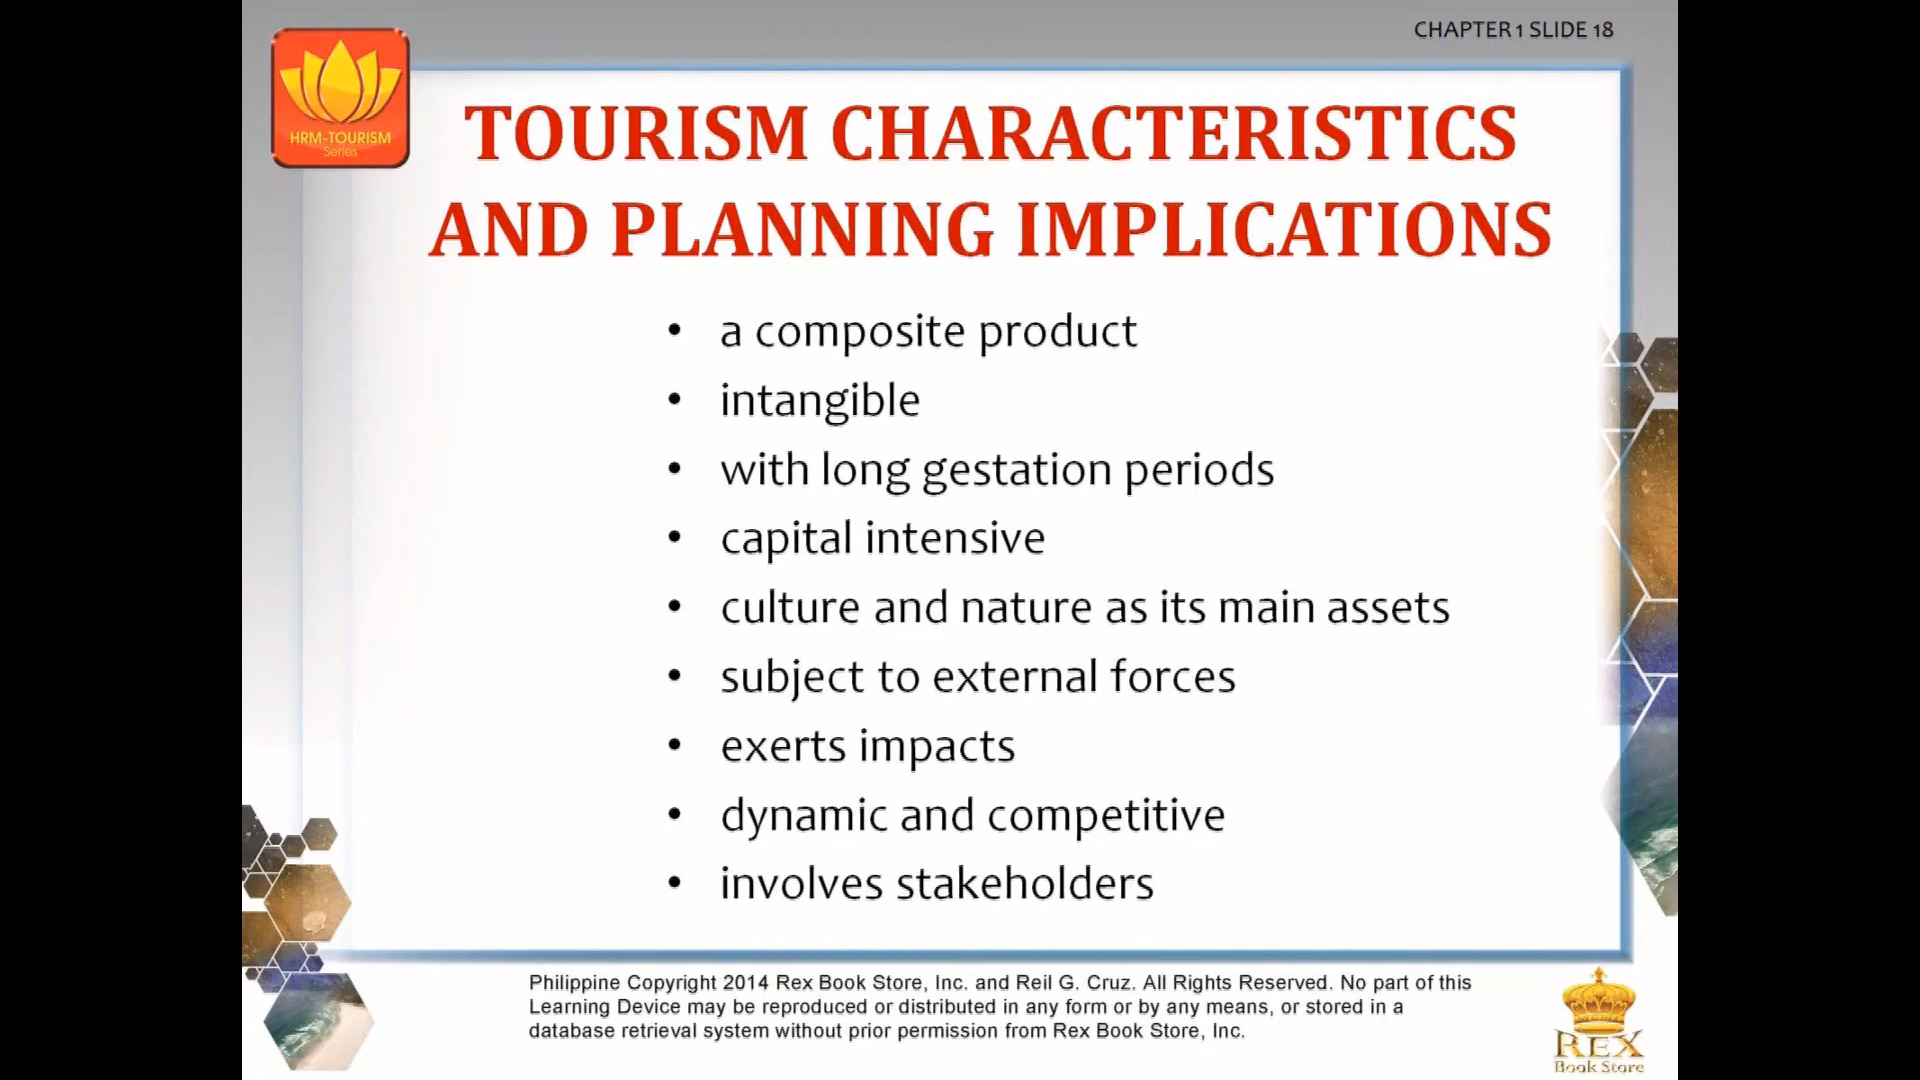 CHAPTER 1 SLIDE 18
HRM-TOURISM
Series
TOURISM CHARACTERISTICS
AND PLANNING IMPLICATIONS
• a composite product
• intangible
• with long gestation periods
• capital intensive
• culture and nature as its main assets
• subject to external forces
• exerts impacts
• dynamic and competitive
• involves stakeholders
Philippine Copyright 2014 Rex Book Store, Inc. and Reil G. Cruz. All Rights Reserved. No part of this
Learning Device may be reproduced or distributed in any form or by any means, or stored in a
database retrieval system without prior permission from Rex Book Store, Inc.
REX
Book Store